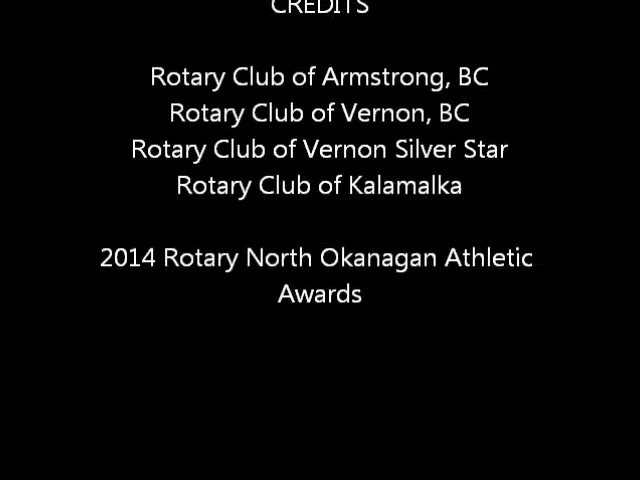 CREDITS
Rotary Club of Armstrong, BC
Rotary Club of Vernon, BC
Rotary Club of Vernon Silver Star
Rotary Club of Kalamalka
2014 Rotary North Okanagan Athletic
Awards